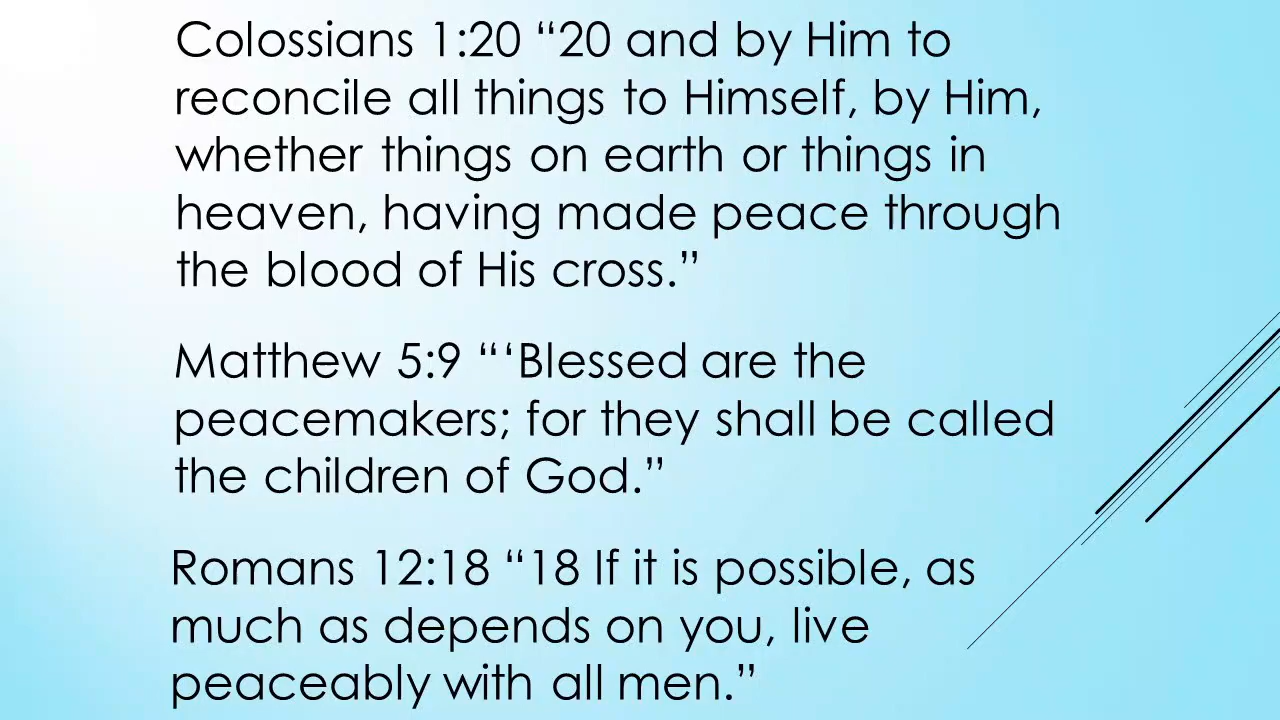 Colossians 1:20 “20 and by Him to
reconcile all things to Himself, by Him,
whether things on earth or things in
heaven, having made peace through
the blood of His cross.”
Matthew 5:9 “‘Blessed are the
peacemakers; for they shall be called
the children of God.”
Romans 12:18 “18 If it is possible, as
much as depends on you, live
peaceably with all men.”